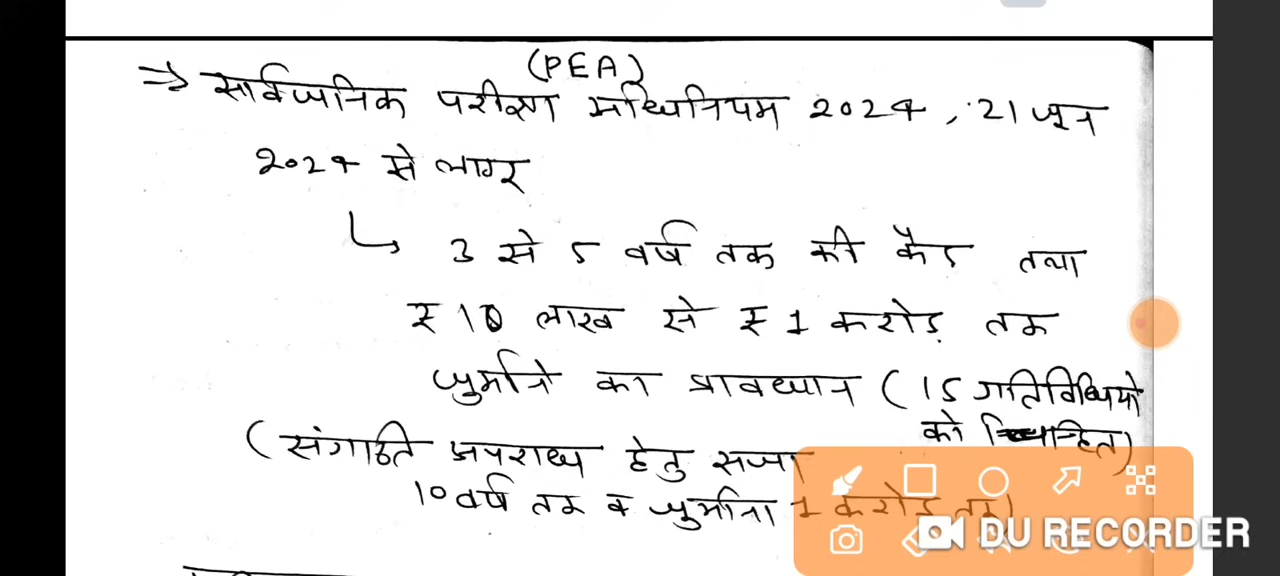 (PEA)
⇒ सार्वजनिक परीक्षा अधिनियम 2024, 21 जून
2024 से लागू
↳ 3 से 5 वर्ष तक की कैद तथा
₹10 लाख से ₹1 करोड़ तक
जुर्माने का प्रावधान (15 गतिविधियों
को चिन्हित)
(संगठित अपराध हेतु सजा
10 वर्ष तक व जुर्माना 1 करोड़ तक)
DU RECORDER